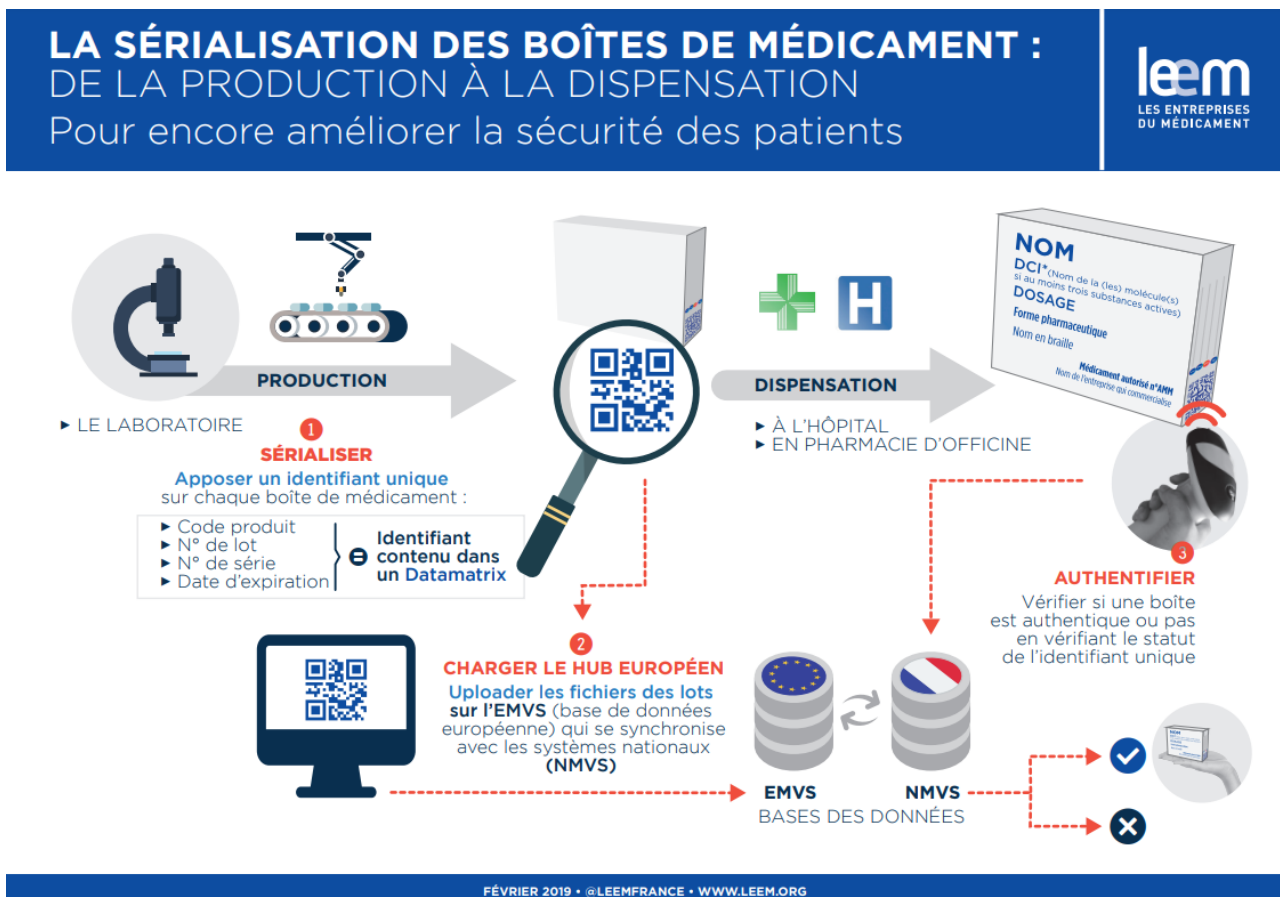 LA SÉRIALISATION DES BOÎTES DE MÉDICAMENT :
DE LA PRODUCTION À LA DISPENSATION
Pour encore améliorer la sécurité des patients
leem
LES ENTREPRISES
DU MÉDICAMENT
PRODUCTION
▸ LE LABORATOIRE
1
SÉRIALISER
Apposer un identifiant unique
sur chaque boîte de médicament :
▸ Code produit
▸ N° de lot
▸ N° de série
▸ Date d'expiration
=
Identifiant
contenu dans
un Datamatrix
H
DISPENSATION
▸ À L'HÔPITAL
▸ EN PHARMACIE D'OFFICINE
NOM
DCI* (Nom de la (les) molécule(s)
si au moins trois substances actives)
DOSAGE
Forme pharmaceutique
Nom en braille
Médicament autorisé n°AMM
Nom de l'entreprise qui commercialise
2
CHARGER LE HUB EUROPÉEN
Uploader les fichiers des lots
sur l'EMVS (base de données
européenne) qui se synchronise
avec les systèmes nationaux
(NMVS)
EMVS
NMVS
BASES DES DONNÉES
3
AUTHENTIFIER
Vérifier si une boîte
est authentique ou pas
en vérifiant le statut
de l'identifiant unique
NOM
FÉVRIER 2019 • @LEEMFRANCE • WWW.LEEM.ORG